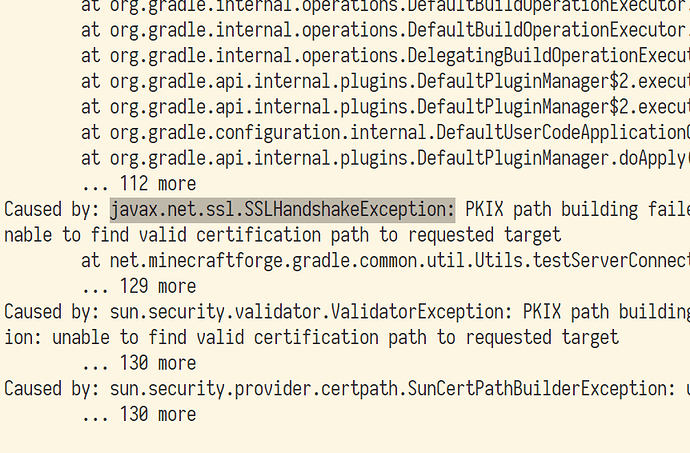 at org.gradle.internal.operations.DefaultBuildOperationExecutor.
at org.gradle.internal.operations.DefaultBuildOperationExecutor.
at org.gradle.internal.operations.DelegatingBuildOperationExecut
at org.gradle.api.internal.plugins.DefaultPluginManager$2.execut
at org.gradle.api.internal.plugins.DefaultPluginManager$2.execut
at org.gradle.configuration.internal.DefaultUserCodeApplicationC
at org.gradle.api.internal.plugins.DefaultPluginManager.doApply(
... 112 more
Caused by: javax.net.ssl.SSLHandshakeException: PKIX path building faile
nable to find valid certification path to requested target
at net.minecraftforge.gradle.common.util.Utils.testServerConnect
... 129 more
Caused by: sun.security.validator.ValidatorException: PKIX path building
ion: unable to find valid certification path to requested target
... 130 more
Caused by: sun.security.provider.certpath.SunCertPathBuilderException: u
... 130 more